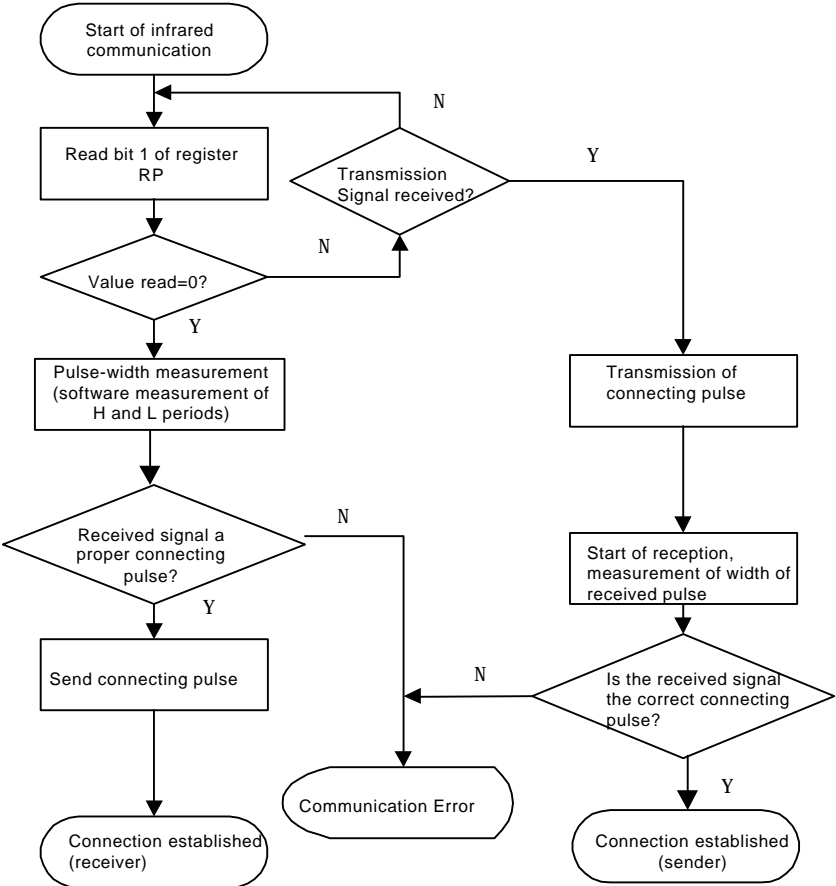 Start of infrared
communication
N
Read bit 1 of register
RP
Transmission
Signal received?
Y
N
Value read=0?
Y
Pulse-width measurement
(software measurement of
H and L periods)
Transmission of
connecting pulse
N
Received signal a
proper connecting
pulse?
Y
Start of reception,
measurement of width of
received pulse
Send connecting pulse
N
Is the received signal
the correct connecting
pulse?
Y
Communication Error
Connection established
(receiver)
Connection established
(sender)